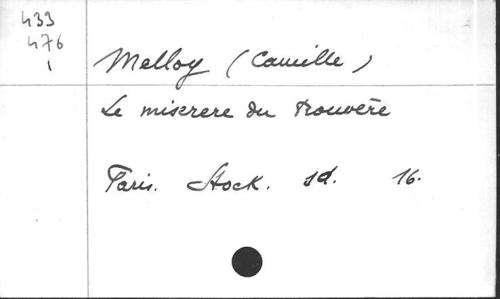 433
476
1
Melloy (Camille)
Le miserere du trouvère
Paris. Stock. sd. 16.